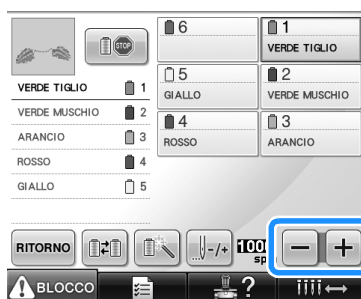 STOP
6
1
VERDE TIGLIO
5
GIALLO
2
VERDE MUSCHIO
4
ROSSO
3
ARANCIO
VERDE TIGLIO 1
VERDE MUSCHIO 2
ARANCIO 3
ROSSO 4
GIALLO 5
RITORNO
-/+
− +
BLOCCO
?